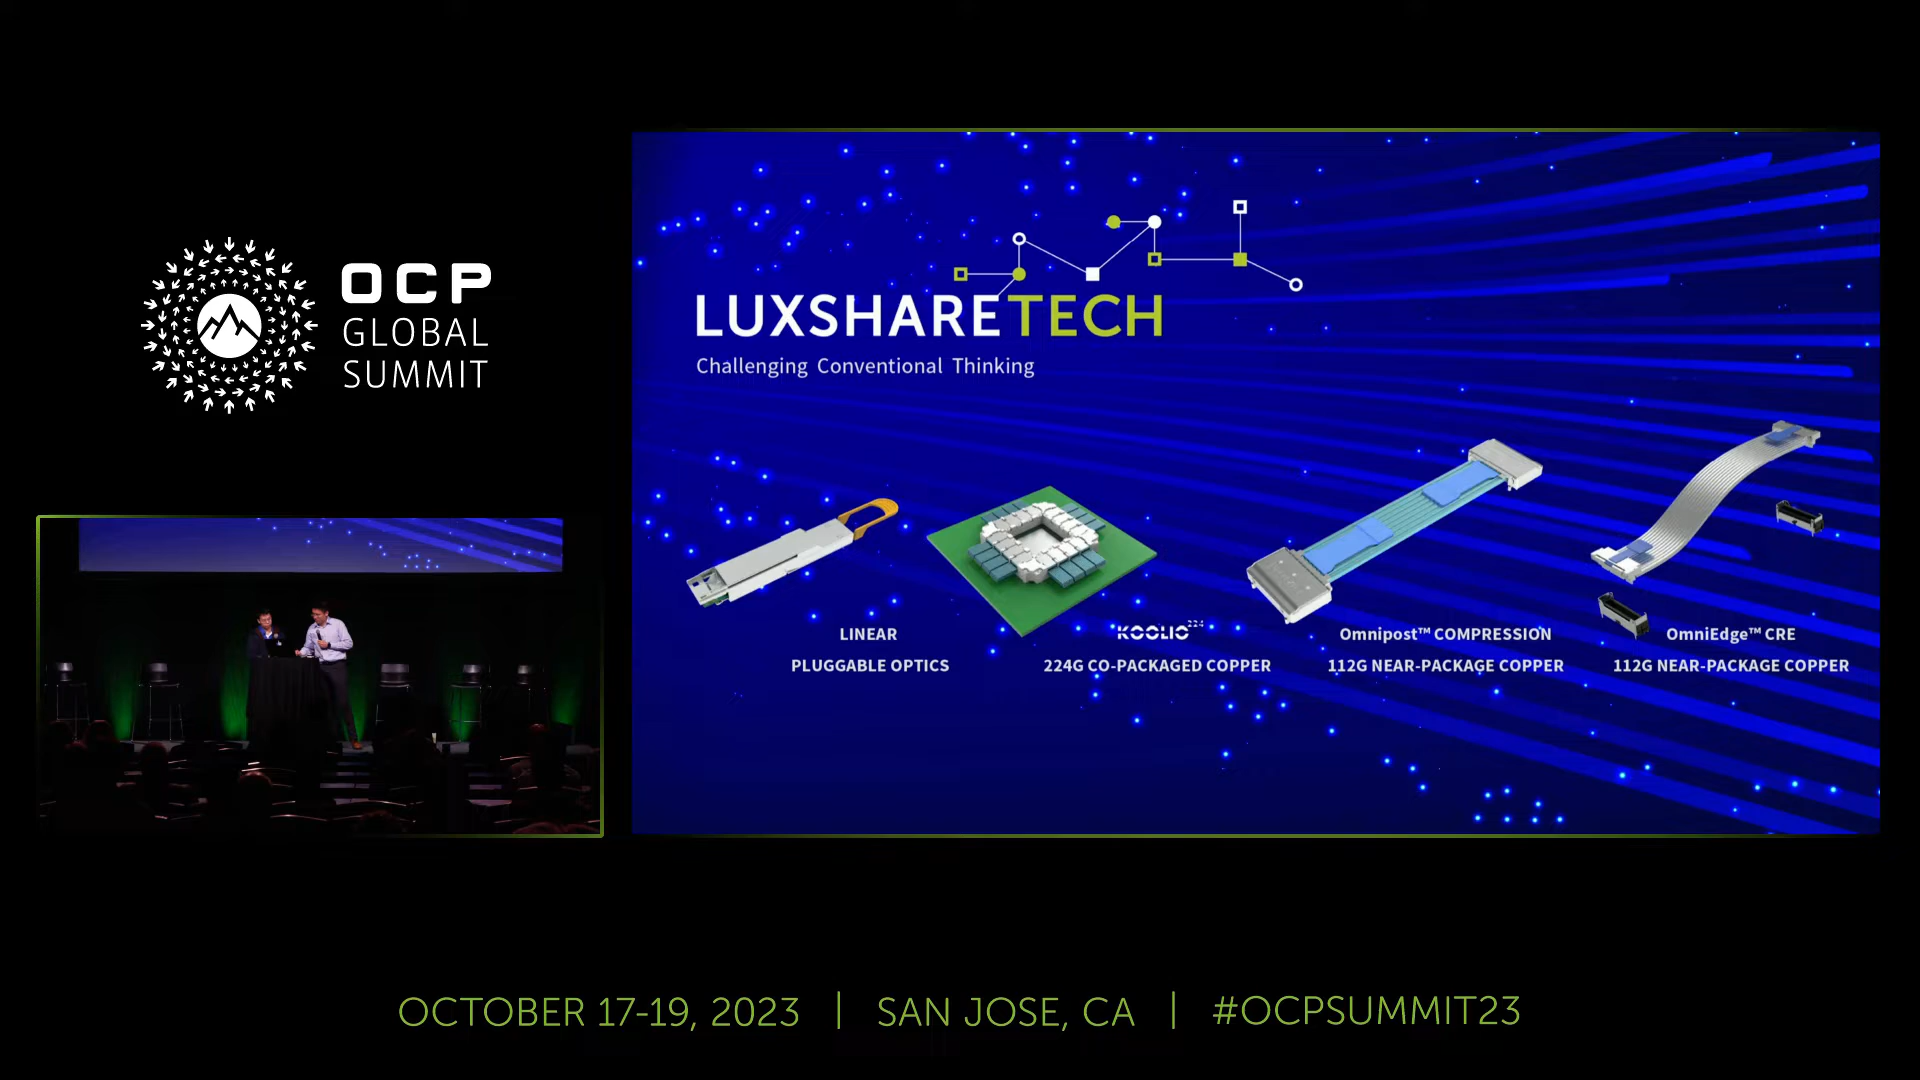 OCP
GLOBAL
SUMMIT
LUXSHARETECH
Challenging Conventional Thinking
LINEAR
PLUGGABLE OPTICS
KOOLIO224
224G CO-PACKAGED COPPER
Omnipost™ COMPRESSION
112G NEAR-PACKAGE COPPER
OmniEdge™ CRE
112G NEAR-PACKAGE COPPER
OCTOBER 17-19, 2023 | SAN JOSE, CA | #OCPSUMMIT23